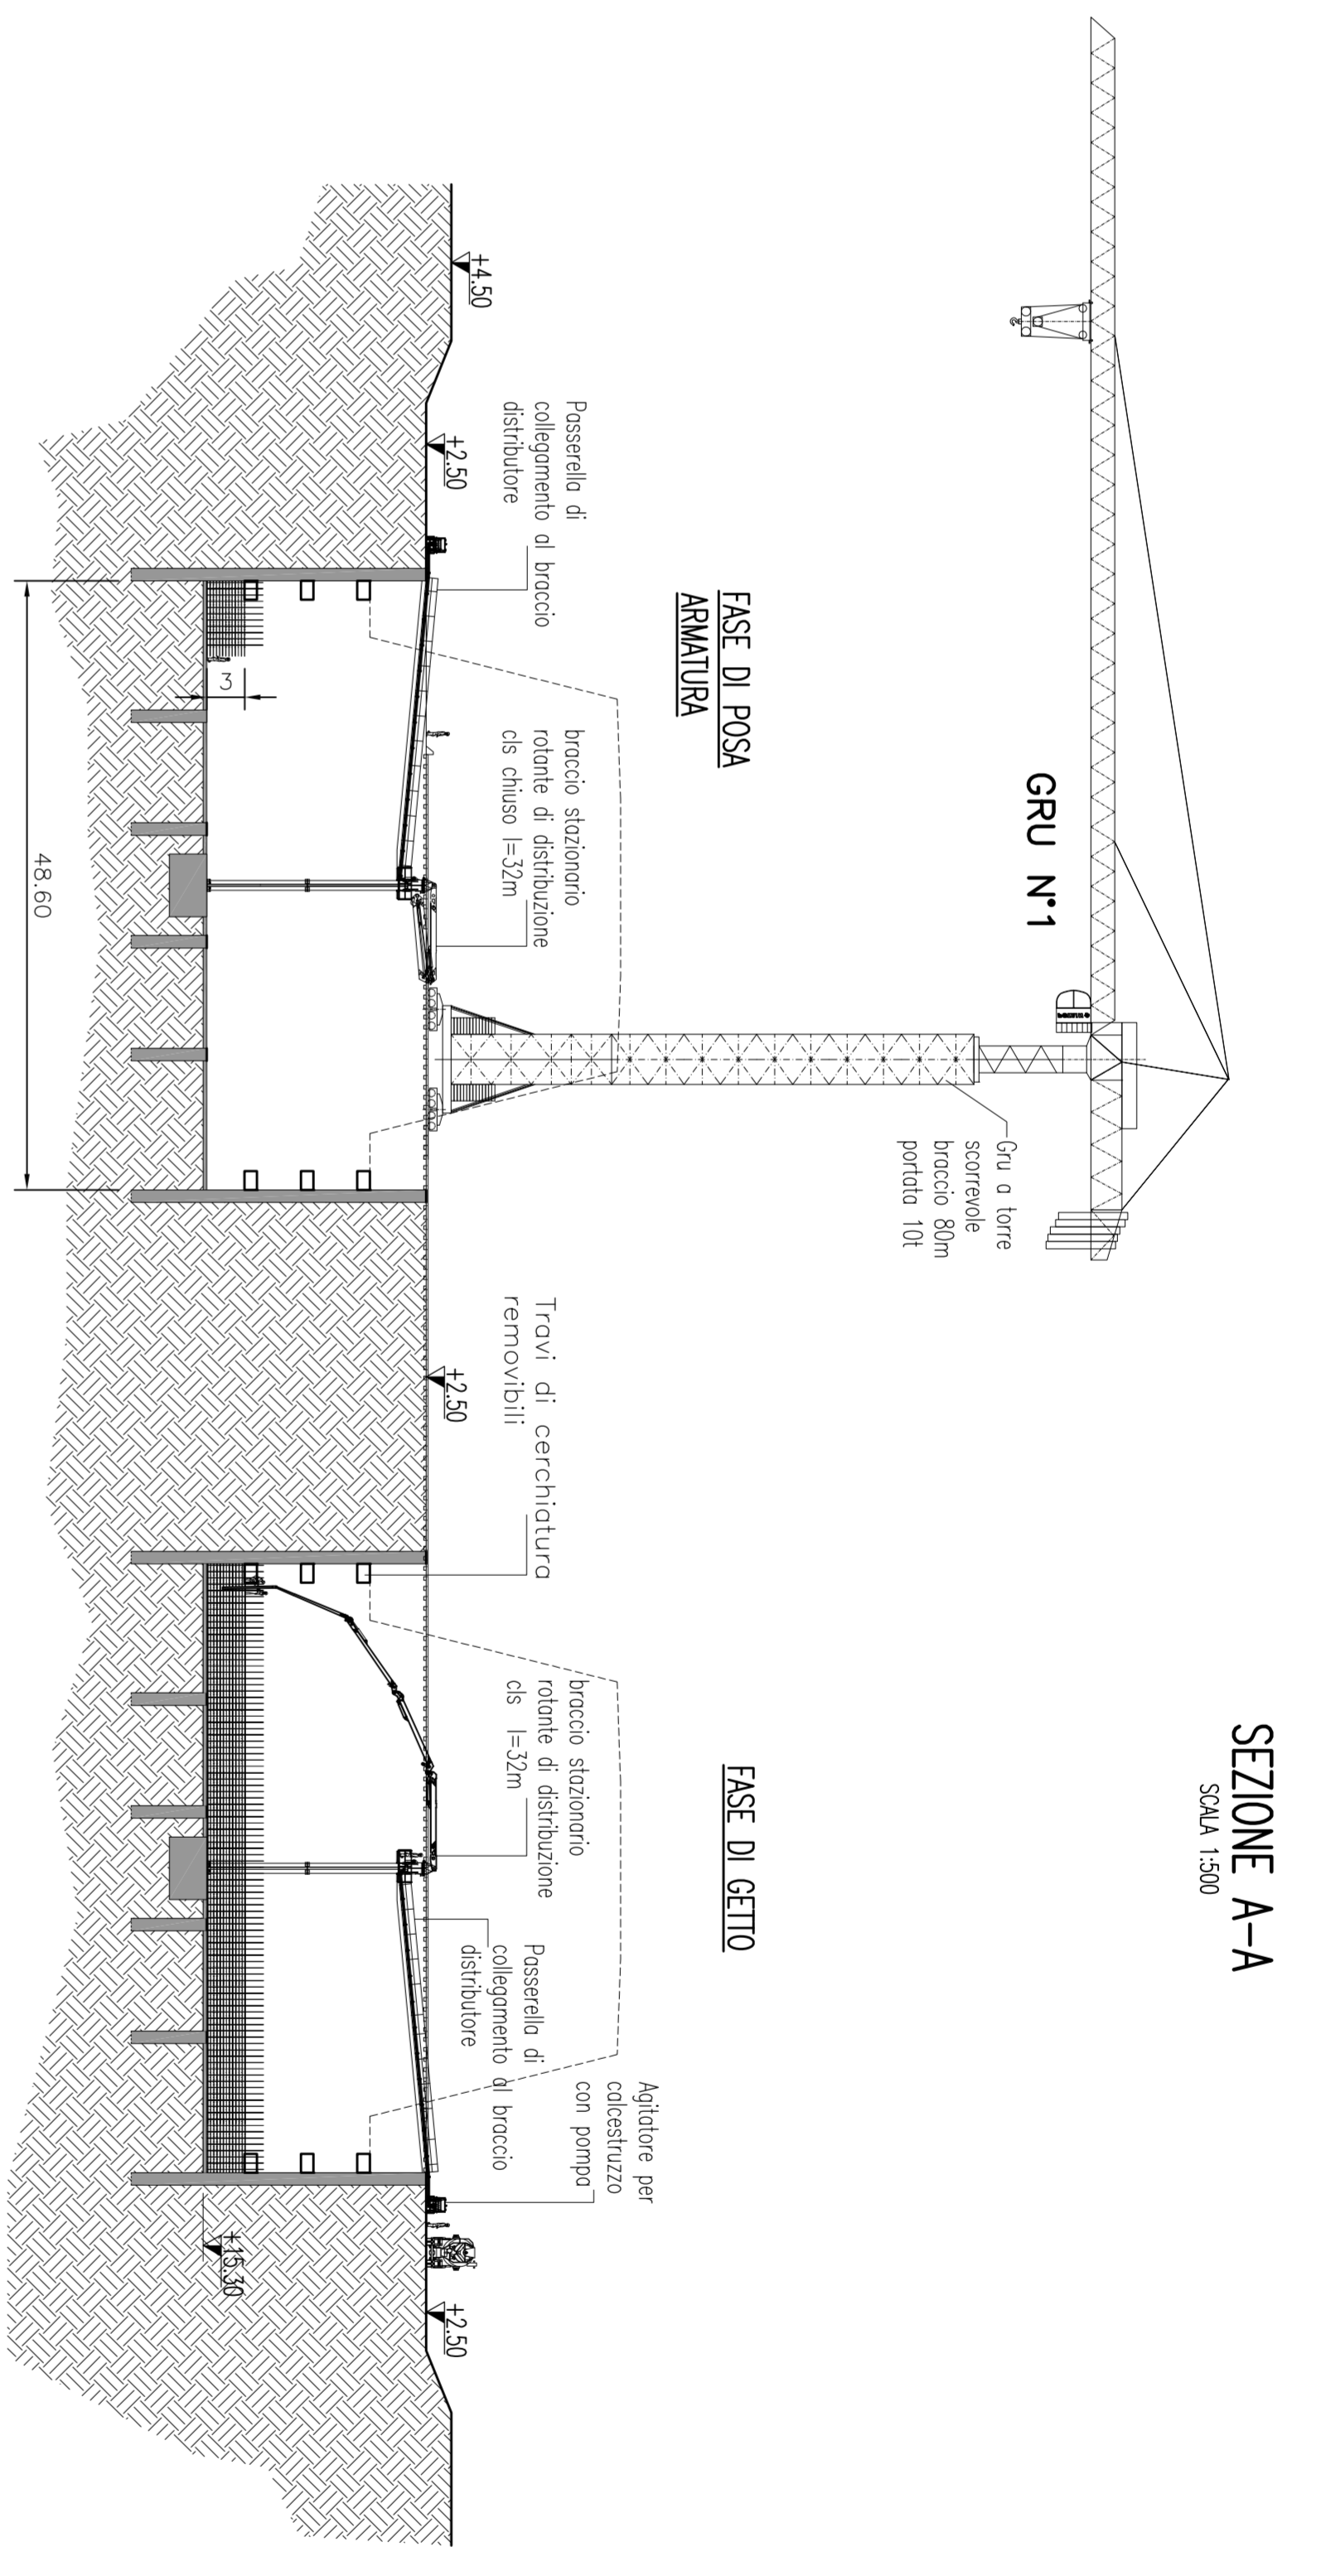 SEZIONE A-A
SCALA 1:500
GRU N°1
Gru a torre
scorrevole
braccio 80m
portata 10t
FASE DI POSA
ARMATURA
FASE DI GETTO
+4.50
+2.50
Passerella di
collegamento al braccio
distributore
braccio stazionario
rotante di distribuzione
cls chiuso l=32m
Travi di cerchiatura
removibili
+2.50
braccio stazionario
rotante di distribuzione
cls l=32m
Passerella di
collegamento al braccio
distributore
Agitatore per
calcestruzzo
con pompa
+2.50
+15.30
3
48.60